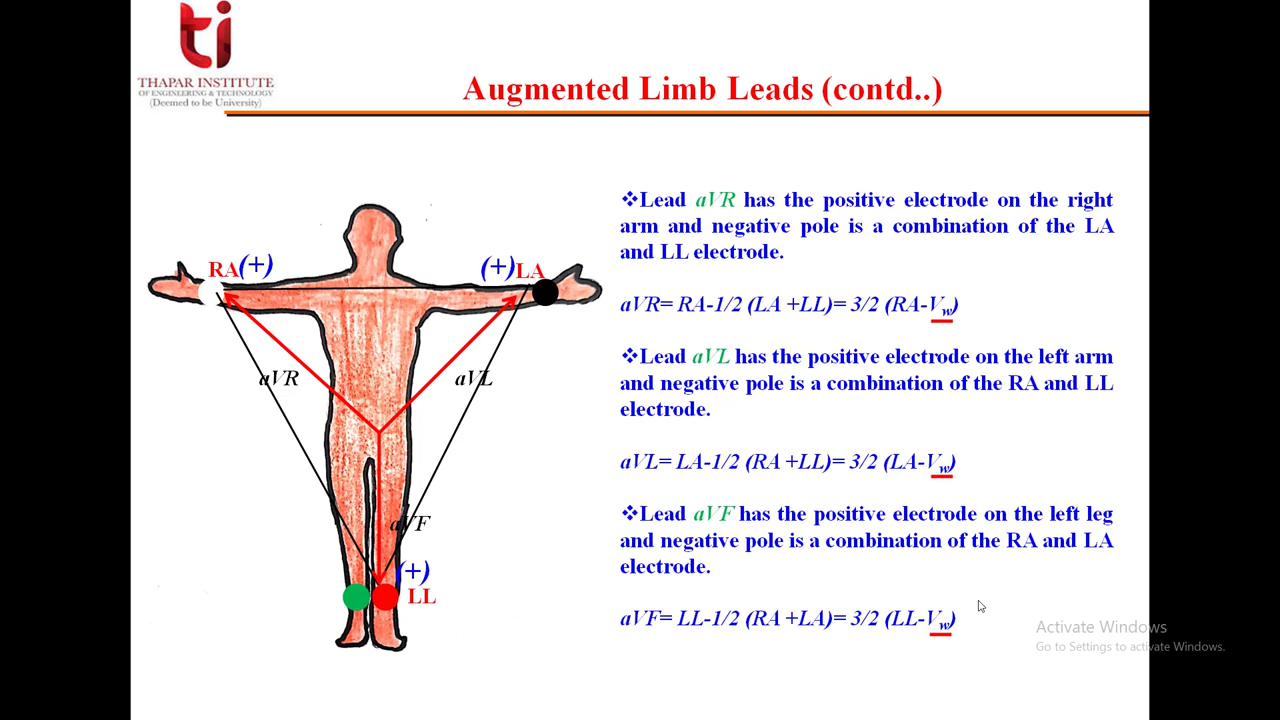 ti
THAPAR INSTITUTE
OF ENGINEERING & TECHNOLOGY
(Deemed to be University)
Augmented Limb Leads (contd..)
RA(+)
(+)LA
aVR
aVL
aVF
(+)
LL
❖Lead aVR has the positive electrode on the right
arm and negative pole is a combination of the LA
and LL electrode.
aVR= RA-1/2 (LA +LL)= 3/2 (RA-Vw)
❖Lead aVL has the positive electrode on the left arm
and negative pole is a combination of the RA and LL
electrode.
aVL= LA-1/2 (RA +LL)= 3/2 (LA-Vw)
❖Lead aVF has the positive electrode on the left leg
and negative pole is a combination of the RA and LA
electrode.
aVF= LL-1/2 (RA +LA)= 3/2 (LL-Vw)
Activate Windows
Go to Settings to activate Windows.